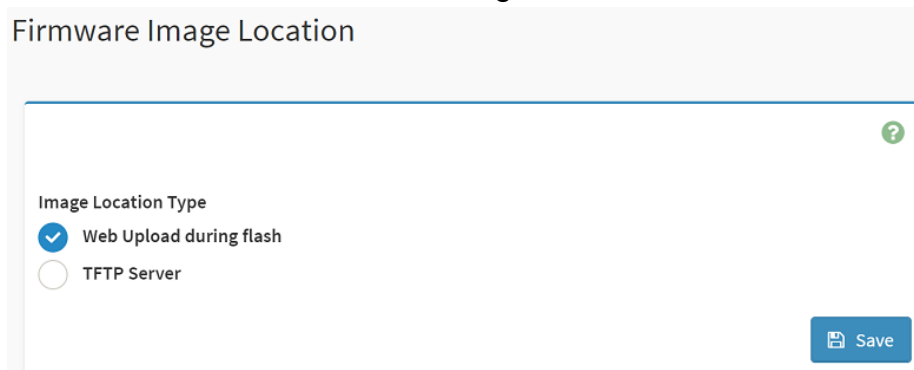 Firmware Image Location
?
Image Location Type
Web Upload during flash
TFTP Server
Save